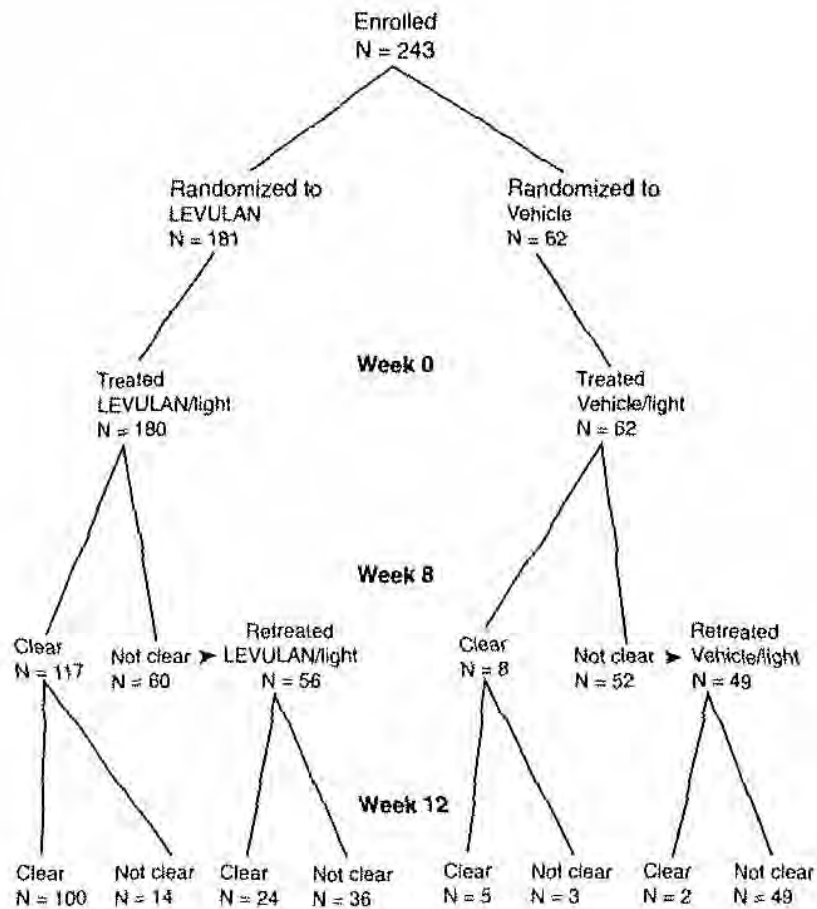 Enrolled
N = 243
Randomized to
LEVULAN
N = 181
Randomized to
Vehicle
N = 62
Week 0
Treated
LEVULAN/light
N = 180
Treated
Vehicle/light
N = 62
Week 8
Clear
N = 117
Not clear
N = 60
Retreated
LEVULAN/light
N = 56
Clear
N = 8
Not clear
N = 52
Retreated
Vehicle/light
N = 49
Week 12
Clear
N = 100
Not clear
N = 14
Clear
N = 24
Not clear
N = 36
Clear
N = 5
Not clear
N = 3
Clear
N = 2
Not clear
N = 49